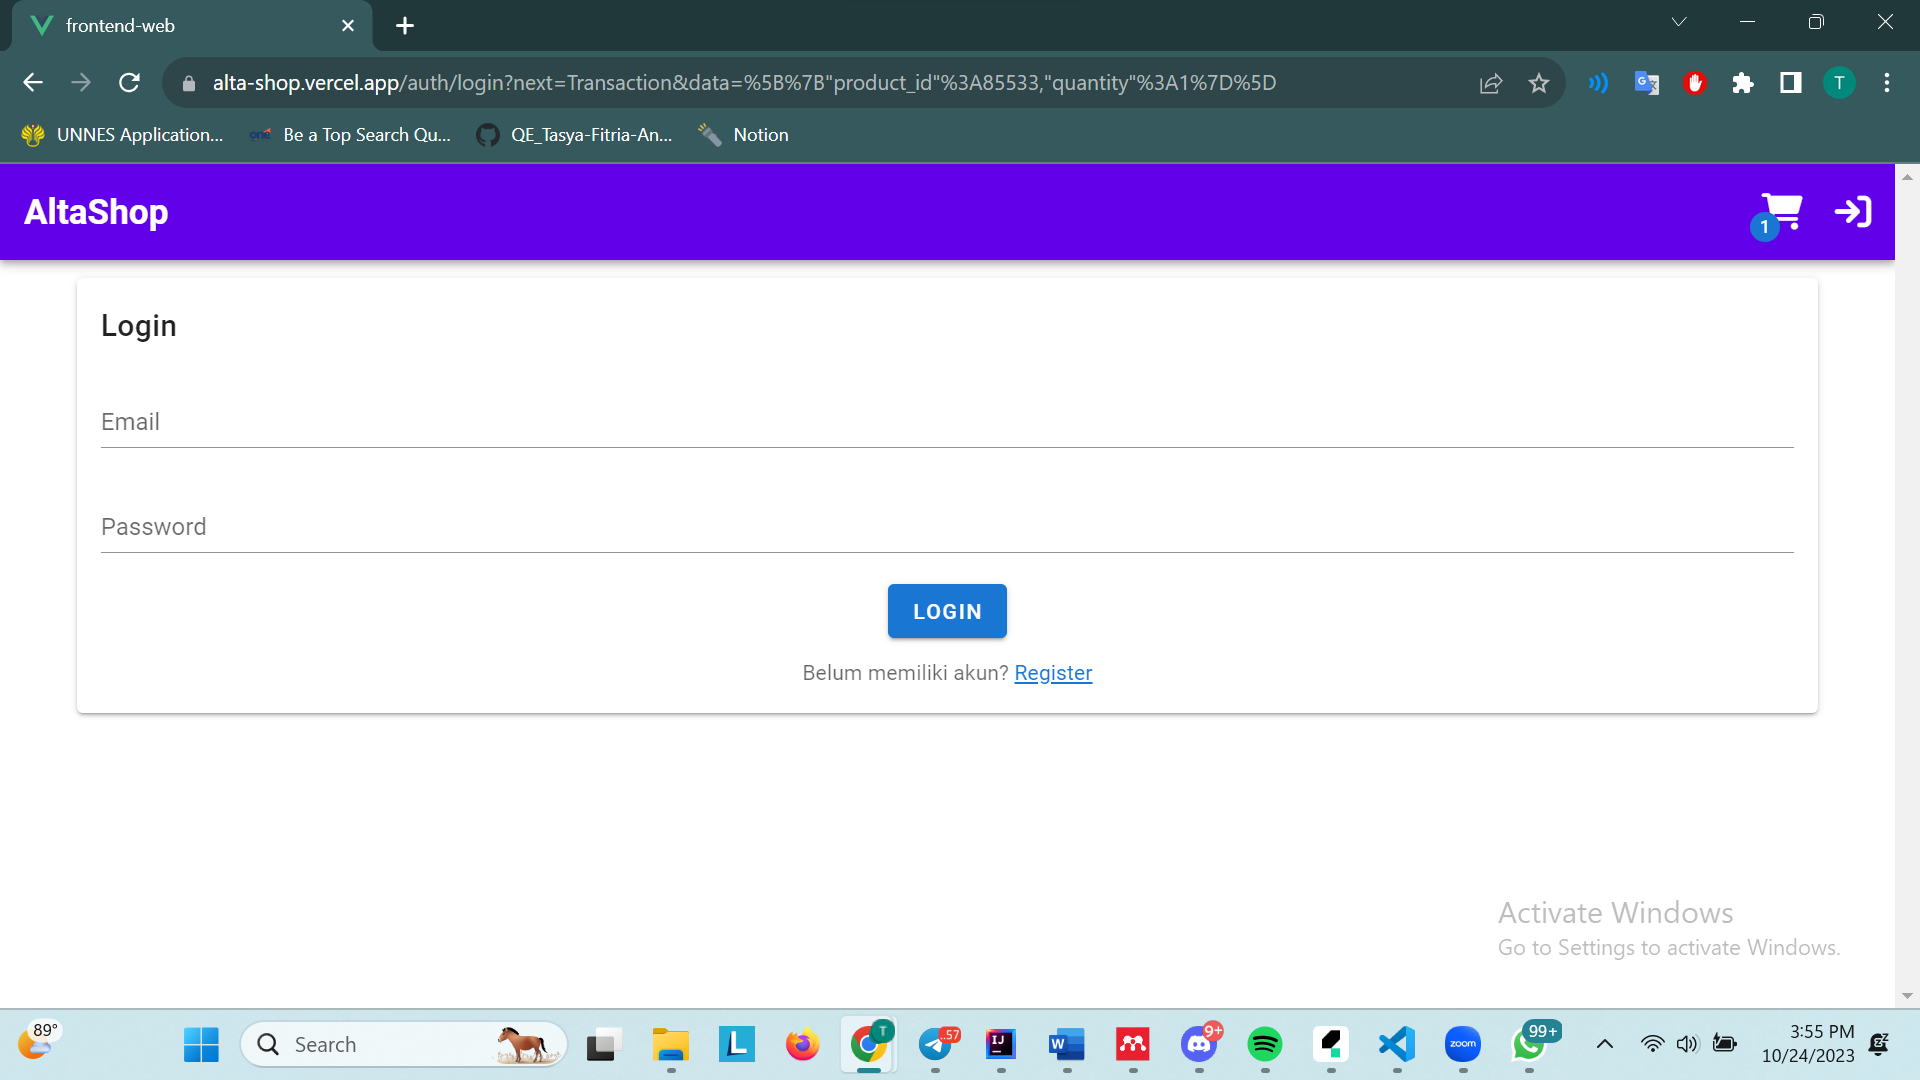 frontend-web
alta-shop.vercel.app/auth/login?next=Transaction&data=%5B%7B"product_id"%3A85533,"quantity"%3A1%7D%5D
T
UNNES Application...
one
Be a Top Search Qu...
QE_Tasya-Fitria-An...
Notion
AltaShop
1
Login
Email
Password
LOGIN
Belum memiliki akun? Register
Activate Windows
Go to Settings to activate Windows.
89°
Search
L
T
..57
IJ
W
9+
zoom
99+
3:55 PM
10/24/2023